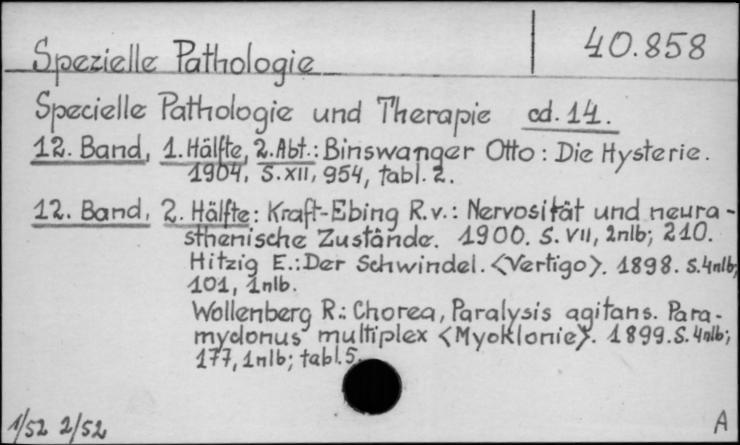 40.858
Spezielle Pathologie
Specielle Pathologie und Therapie cd. 14.
12. Band, 1. Hälfte, 2. Abt.: Binswanger Otto: Die Hysterie.
1904, S. XII, 954, tabl. 2.
12. Band, 2. Hälfte: Kraft-Ebing R.v.: Nervosität und neura-
sthenische Zustände. 1900. S. VII, 2nlb; 210.
Hitzig E.: Der Schwindel. <Vertigo>. 1898. S. 4nlb;
101, 1nlb.
Wollenberg R.: Chorea, Paralysis agitans. Para-
myclonus multiplex <Myoklonie>. 1899. S. 4nlb;
177, 1nlb; tabl. 5.
1/52 2/52
A